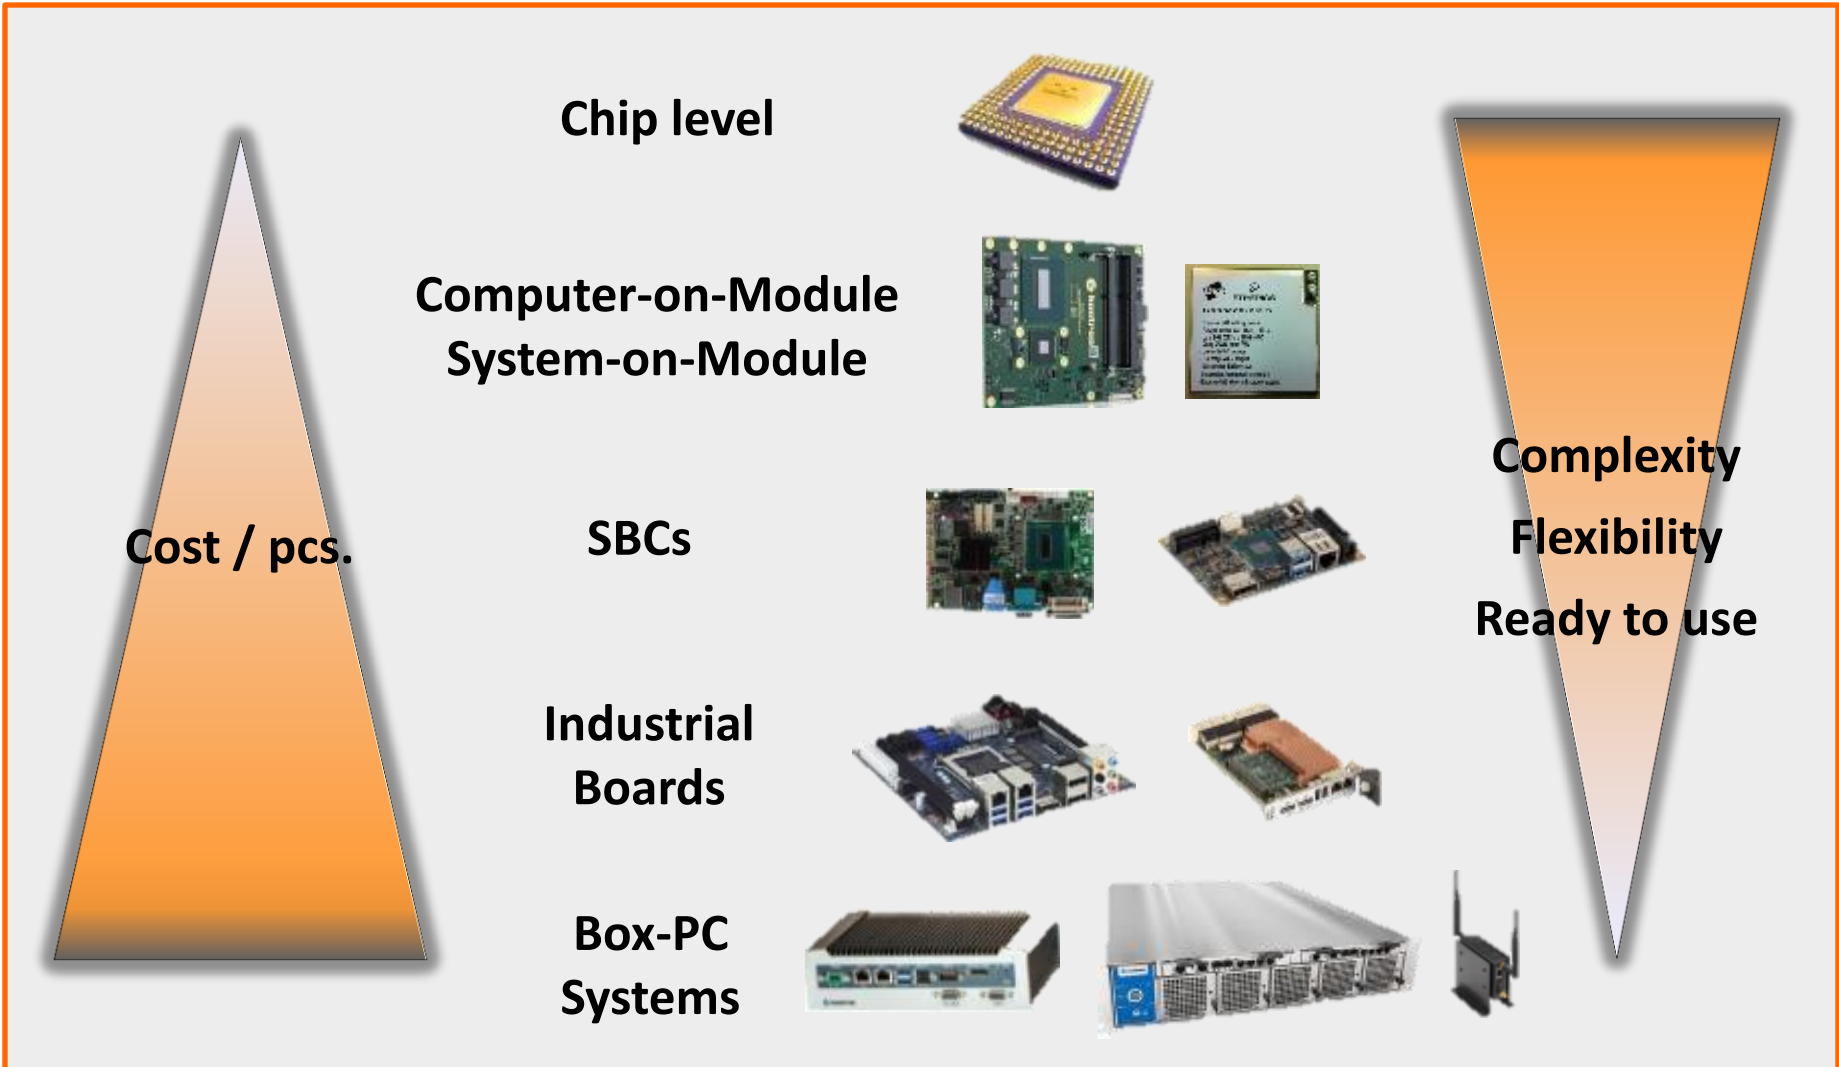 Chip level
Computer-on-Module
System-on-Module
Complexity
SBCs
Flexibility
Cost / pcs.
Ready to use
Industrial
Boards
Box-PC
Systems